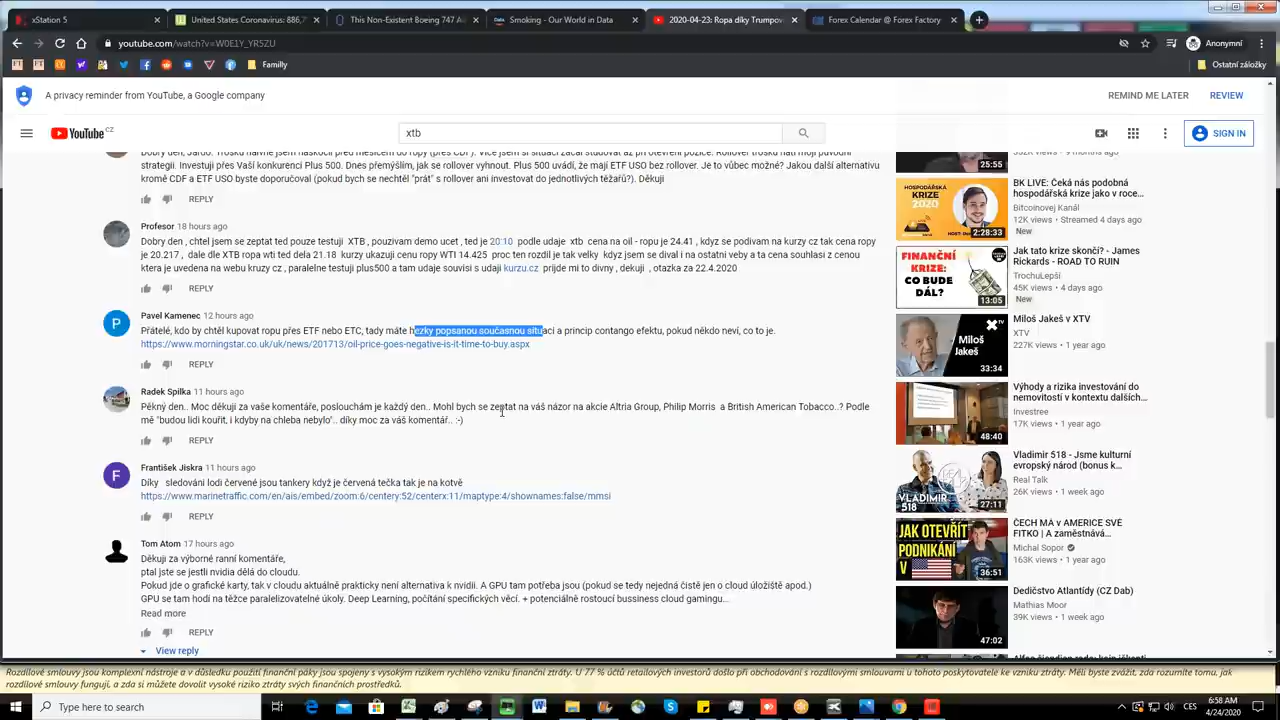 xStation 5
United States Coronavirus: 886,7
This Non-Existent Boeing 747 Ad
Smoking - Our World in Data
2020-04-23: Ropa díky Trumpov
Forex Calendar @ Forex Factory
youtube.com/watch?v=W0E1Y_YR5ZU
Anonymní
Familly
Ostatní záložky
A privacy reminder from YouTube, a Google company
REMIND ME LATER
REVIEW
YouTube CZ
xtb
SIGN IN
strategii. Investuji přes Vaší konkurenci Plus 500. Dnes přemýšlím, jak se rollover vyhnout. Plus 500 uvádí, že mají ETF USO bez rollover. Je to vůbec možné? Jakou další alternativu
kromě CDF a ETF USO byste doporučoval (pokud bych se nechtěl "prát" s rollover ani investovat do jednotlivých těžařů?). Děkuji
REPLY
Profesor 18 hours ago
Dobry den , chtel jsem se zeptat ted pouze testuji XTB , pouzivam demo ucet , ted je 20:10 podle udaje xtb cena na oil - ropu je 24.41 , kdyz se podivam na kurzy cz tak cena ropy
je 20.217 , dale dle XTB ropa wti ted děla 21.18 kurzy ukazuji cenu ropy WTI 14.425 proc ten rozdíl je tak velky kdyz jsem se dival i na ostatni veby a ta cena souhlasi z cenou
ktera je uvedena na webu kruzy cz , paralelne testuji plus500 a tam udaje souvisi s udaji kurzu.cz prijde mi to divny , dekuji , otazka za 22.4.2020
REPLY
Pavel Kamenec 12 hours ago
Přátelé, kdo by chtěl kupovat ropu přes ETF nebo ETC, tady máte hezky popsanou současnou situaci a princip contango efektu, pokud někdo neví, co to je.
https://www.morningstar.co.uk/uk/news/201713/oil-price-goes-negative-is-it-time-to-buy.aspx
REPLY
Radek Spilka 11 hours ago
Pěkný den.. Moc děkuji za vaše komentáře, poslouchám je každý den.. Mohl bych se zeptat na váš názor na akcie Altria Group, Philip Morris a British American Tobacco..? Podle
mě "budou lidi kouřit, i kdyby na chleba nebylo".. díky moc za váš komentář.. :-)
REPLY
František Jiskra 11 hours ago
Díky sledováni lodi červené jsou tankery když je červená tečka tak je na kotvě
https://www.marinetraffic.com/en/ais/embed/zoom:6/centery:52/centerx:11/maptype:4/shownames:false/mmsi
REPLY
Tom Atom 17 hours ago
Děkuji za výborné ranní komentáře,
ptal jste se jestli nvidia dělá do cloudu.
Pokud jde o grafické karty, tak v cloudu aktuálně prakticky není alternativa k nvidii. A GPU tam potřeba jsou (pokud se tedy nejedná čistě jen o cloud úložiště apod.)
GPU se tam hodí na těžce paralelizovatelné úkoly. Deep Learning, počítání specifických věcí. + potenciálně rostoucí bussiness cloud gamingu...
Read more
REPLY
View reply
25:55
BK LIVE: Čeká nás podobná
hospodářská krize jako v roce...
Bitcoinovej Kanál
12K views • Streamed 4 days ago
New
HOSPODÁŘSKÁ
KRIZE
2020
2:28:33
Jak tato krize skončí? - James
Rickards - ROAD TO RUIN
TrochuLepší
45K views • 4 days ago
New
FINANČNÍ
KRIZE:
CO BUDE
DÁL?
13:05
Miloš Jakeš v XTV
XTV
227K views • 1 year ago
Miloš
Jakeš
33:34
Výhody a rizika investování do
nemovitostí v kontextu dalších...
Investree
17K views • 1 year ago
48:40
Vladimir 518 - Jsme kulturní
evropský národ (bonus k...
Real Talk
26K views • 1 week ago
VLADIMIR
518
27:11
ČECH MÁ v AMERICE SVÉ
FITKO | A zaměstnává...
Michal Sopor
163K views • 1 year ago
JAK OTEVŘÍT
PODNIKÁNÍ
V
36:51
Dedičstvo Atlantídy (CZ Dab)
Mathias Moor
39K views • 1 week ago
47:02
Rozdílové smlouvy jsou komplexní nástroje a v důsledku použití finanční páky jsou spojeny s vysokým rizikem rychlého vzniku finanční ztráty. U 77 % účtů retailových investorů došlo při obchodování s rozdílovými smlouvami u tohoto poskytovatele ke vzniku ztráty. Měli byste zvážit, zda rozumíte tomu, jak
rozdílové smlouvy fungují, a zda si můžete dovolit vysoké riziko ztráty svých finančních prostředků.
Type here to search
CES
6:58 AM
4/24/2020